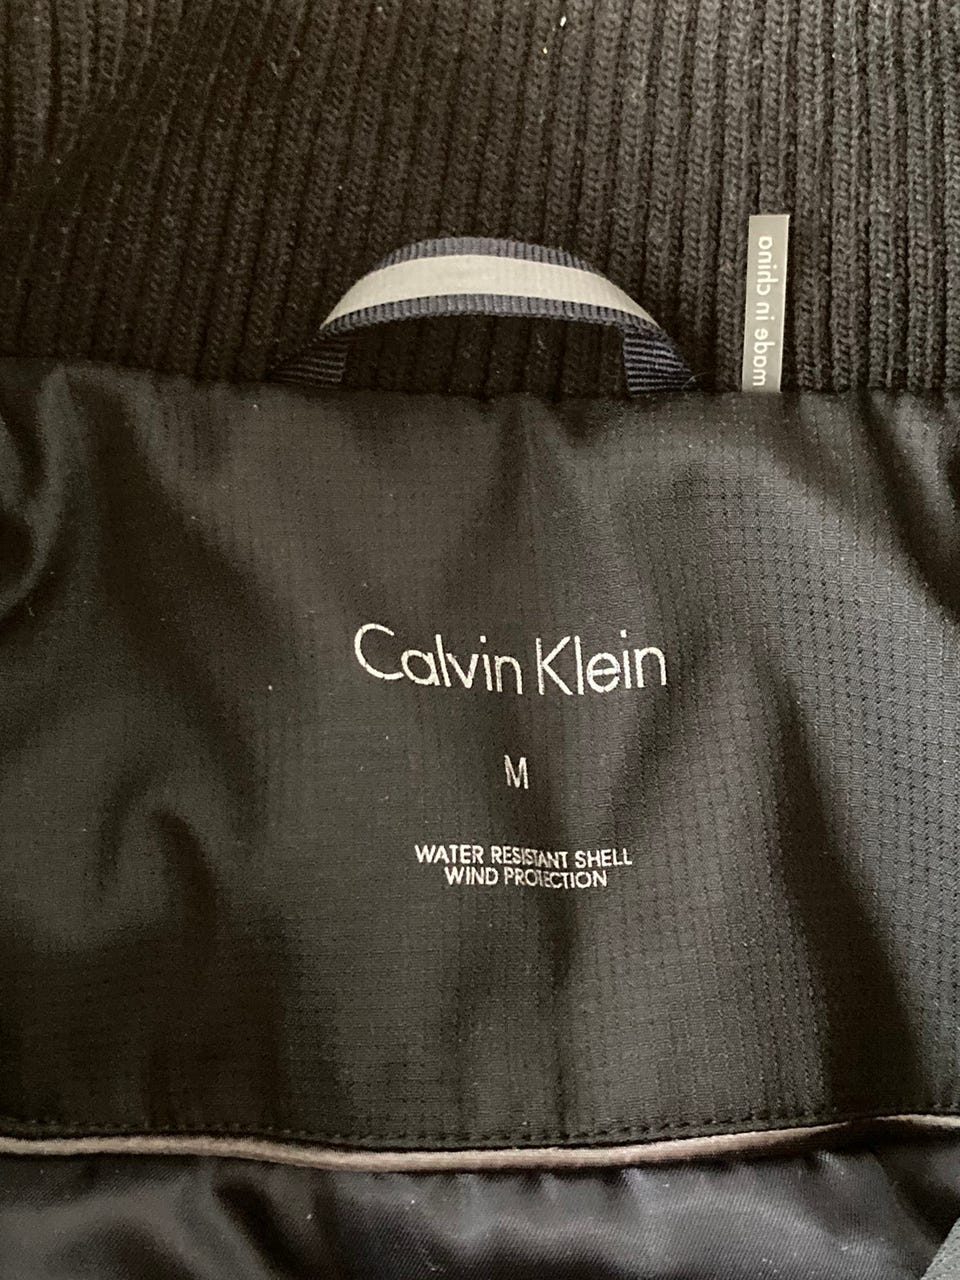 made in china
Calvin Klein
M
WATER RESISTANT SHELL
WIND PROTECTION